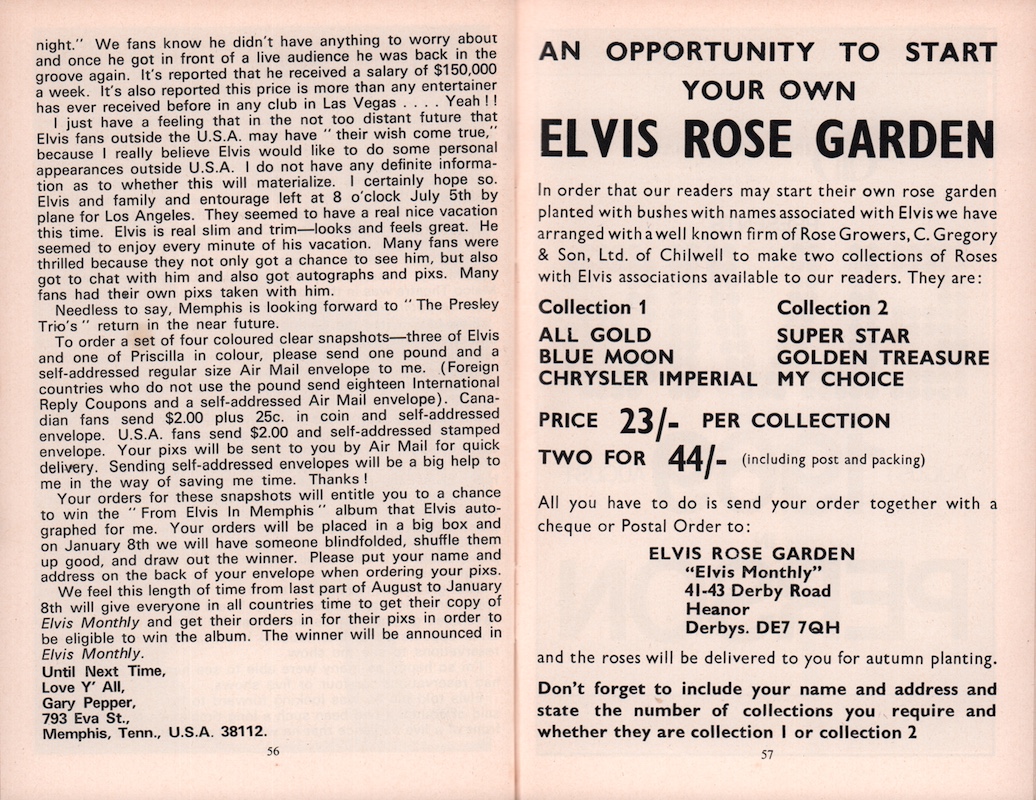 night." We fans know he didn't have anything to worry about
and once he got in front of a live audience he was back in the
groove again. It's reported that he received a salary of $150,000
a week. It's also reported this price is more than any entertainer
has ever received before in any club in Las Vegas . . . . Yeah ! !
I just have a feeling that in the not too distant future that
Elvis fans outside the U.S.A. may have " their wish come true,"
because I really believe Elvis would like to do some personal
appearances outside U.S.A. I do not have any definite informa-
tion as to whether this will materialize. I certainly hope so.
Elvis and family and entourage left at 8 o'clock July 5th by
plane for Los Angeles. They seemed to have a real nice vacation
this time. Elvis is real slim and trim—looks and feels great. He
seemed to enjoy every minute of his vacation. Many fans were
thrilled because they not only got a chance to see him, but also
got to chat with him and also got autographs and pixs. Many
fans had their own pixs taken with him.
Needless to say, Memphis is looking forward to " The Presley
Trio's " return in the near future.
To order a set of four coloured clear snapshots—three of Elvis
and one of Priscilla in colour, please send one pound and a
self-addressed regular size Air Mail envelope to me. (Foreign
countries who do not use the pound send eighteen International
Reply Coupons and a self-addressed Air Mail envelope). Cana-
dian fans send $2.00 plus 25c. in coin and self-addressed
envelope. U.S.A. fans send $2.00 and self-addressed stamped
envelope. Your pixs will be sent to you by Air Mail for quick
delivery. Sending self-addressed envelopes will be a big help to
me in the way of saving me time. Thanks !
Your orders for these snapshots will entitle you to a chance
to win the " From Elvis In Memphis " album that Elvis auto-
graphed for me. Your orders will be placed in a big box and
on January 8th we will have someone blindfolded, shuffle them
up good, and draw out the winner. Please put your name and
address on the back of your envelope when ordering your pixs.
We feel this length of time from last part of August to January
8th will give everyone in all countries time to get their copy of
Elvis Monthly and get their orders in for their pixs in order to
be eligible to win the album. The winner will be announced in
Elvis Monthly.
Until Next Time,
Love Y' All,
Gary Pepper,
793 Eva St.,
Memphis, Tenn., U.S.A. 38112.
56
AN OPPORTUNITY TO START
YOUR OWN
ELVIS ROSE GARDEN
In order that our readers may start their own rose garden
planted with bushes with names associated with Elvis we have
arranged with a well known firm of Rose Growers, C. Gregory
& Son, Ltd. of Chilwell to make two collections of Roses
with Elvis associations available to our readers. They are:
Collection 1 Collection 2
ALL GOLD SUPER STAR
BLUE MOON GOLDEN TREASURE
CHRYSLER IMPERIAL MY CHOICE
PRICE 23/- PER COLLECTION
TWO FOR 44/- (including post and packing)
All you have to do is send your order together with a
cheque or Postal Order to:
ELVIS ROSE GARDEN
"Elvis Monthly"
41-43 Derby Road
Heanor
Derbys. DE7 7QH
and the roses will be delivered to you for autumn planting.
Don't forget to include your name and address and
state the number of collections you require and
whether they are collection I or collection 2
57